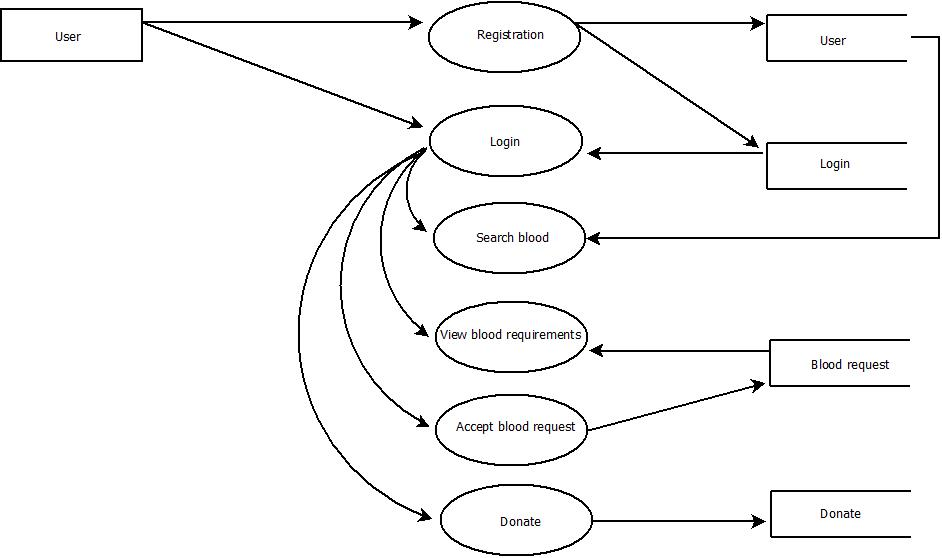 User
Registration
User
Login
Login
Search blood
View blood requirements
Blood request
Accept blood request
Donate
Donate